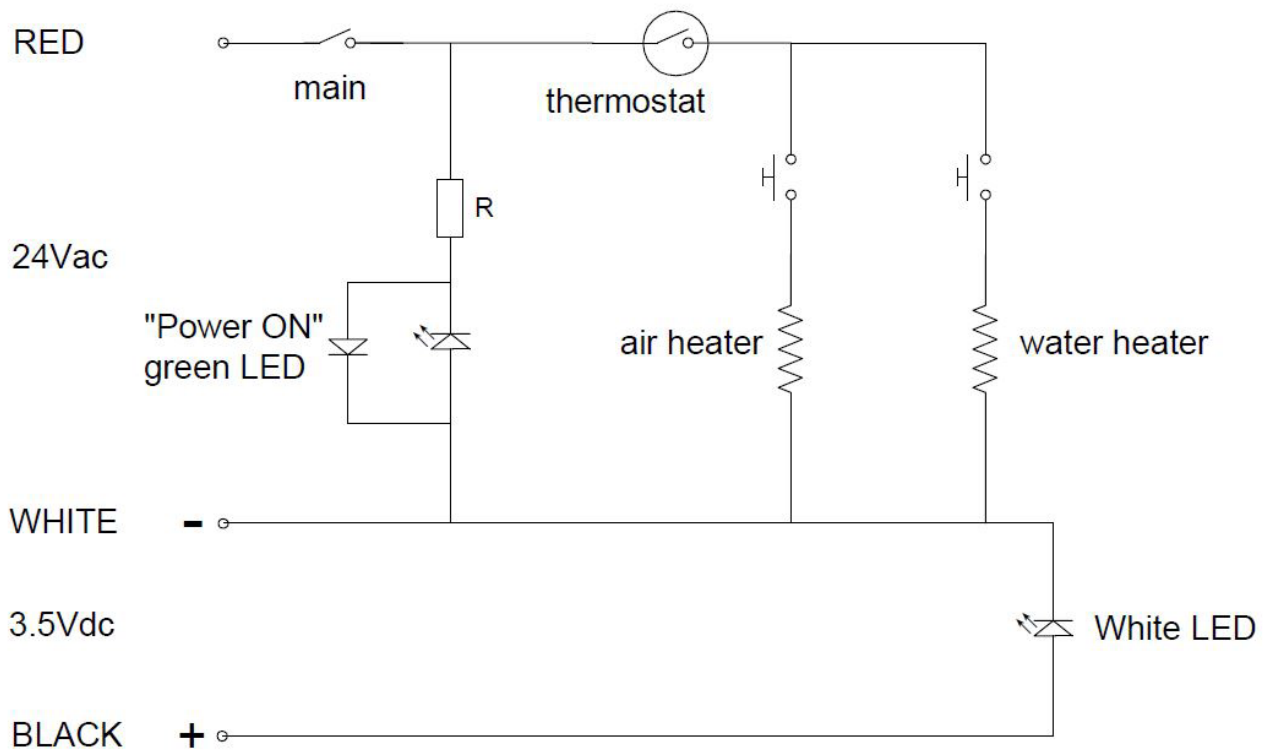 RED
main
thermostat
R
24Vac
"Power ON"
green LED
air heater
water heater
WHITE -
3.5Vdc
White LED
BLACK +